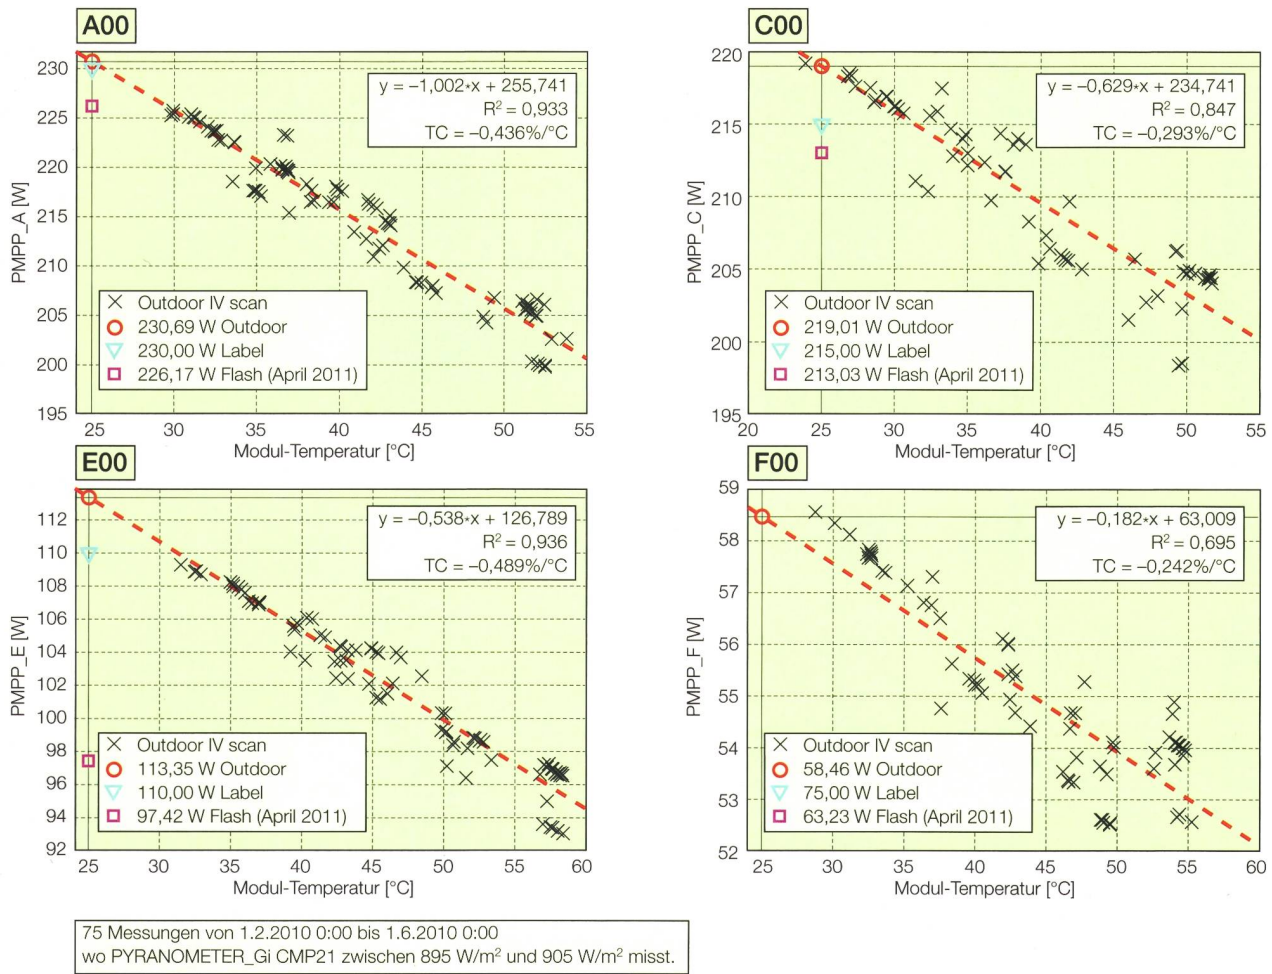 A00
y = –1,002*x + 255,741
R² = 0,933
TC = –0,436%/°C
PMPP_A [W]
230
225
220
215
210
205
200
195
Outdoor IV scan
230,69 W Outdoor
230,00 W Label
226,17 W Flash (April 2011)
25 30 35 40 45 50 55
Modul-Temperatur [°C]
C00
y = –0,629*x + 234,741
R² = 0,847
TC = –0,293%/°C
PMPP_C [W]
220
215
210
205
200
195
Outdoor IV scan
219,01 W Outdoor
215,00 W Label
213,03 W Flash (April 2011)
20 25 30 35 40 45 50 55
Modul-Temperatur [°C]
E00
y = –0,538*x + 126,789
R² = 0,936
TC = –0,489%/°C
PMPP_E [W]
112
110
108
106
104
102
100
98
96
94
92
Outdoor IV scan
113,35 W Outdoor
110,00 W Label
97,42 W Flash (April 2011)
25 30 35 40 45 50 55 60
Modul-Temperatur [°C]
F00
y = –0,182*x + 63,009
R² = 0,695
TC = –0,242%/°C
PMPP_F [W]
59
58
57
56
55
54
53
52
Outdoor IV scan
58,46 W Outdoor
75,00 W Label
63,23 W Flash (April 2011)
25 30 35 40 45 50 55 60
Modul-Temperatur [°C]
75 Messungen von 1.2.2010 0:00 bis 1.6.2010 0:00
wo PYRANOMETER_Gi CMP21 zwischen 895 W/m² und 905 W/m² misst.